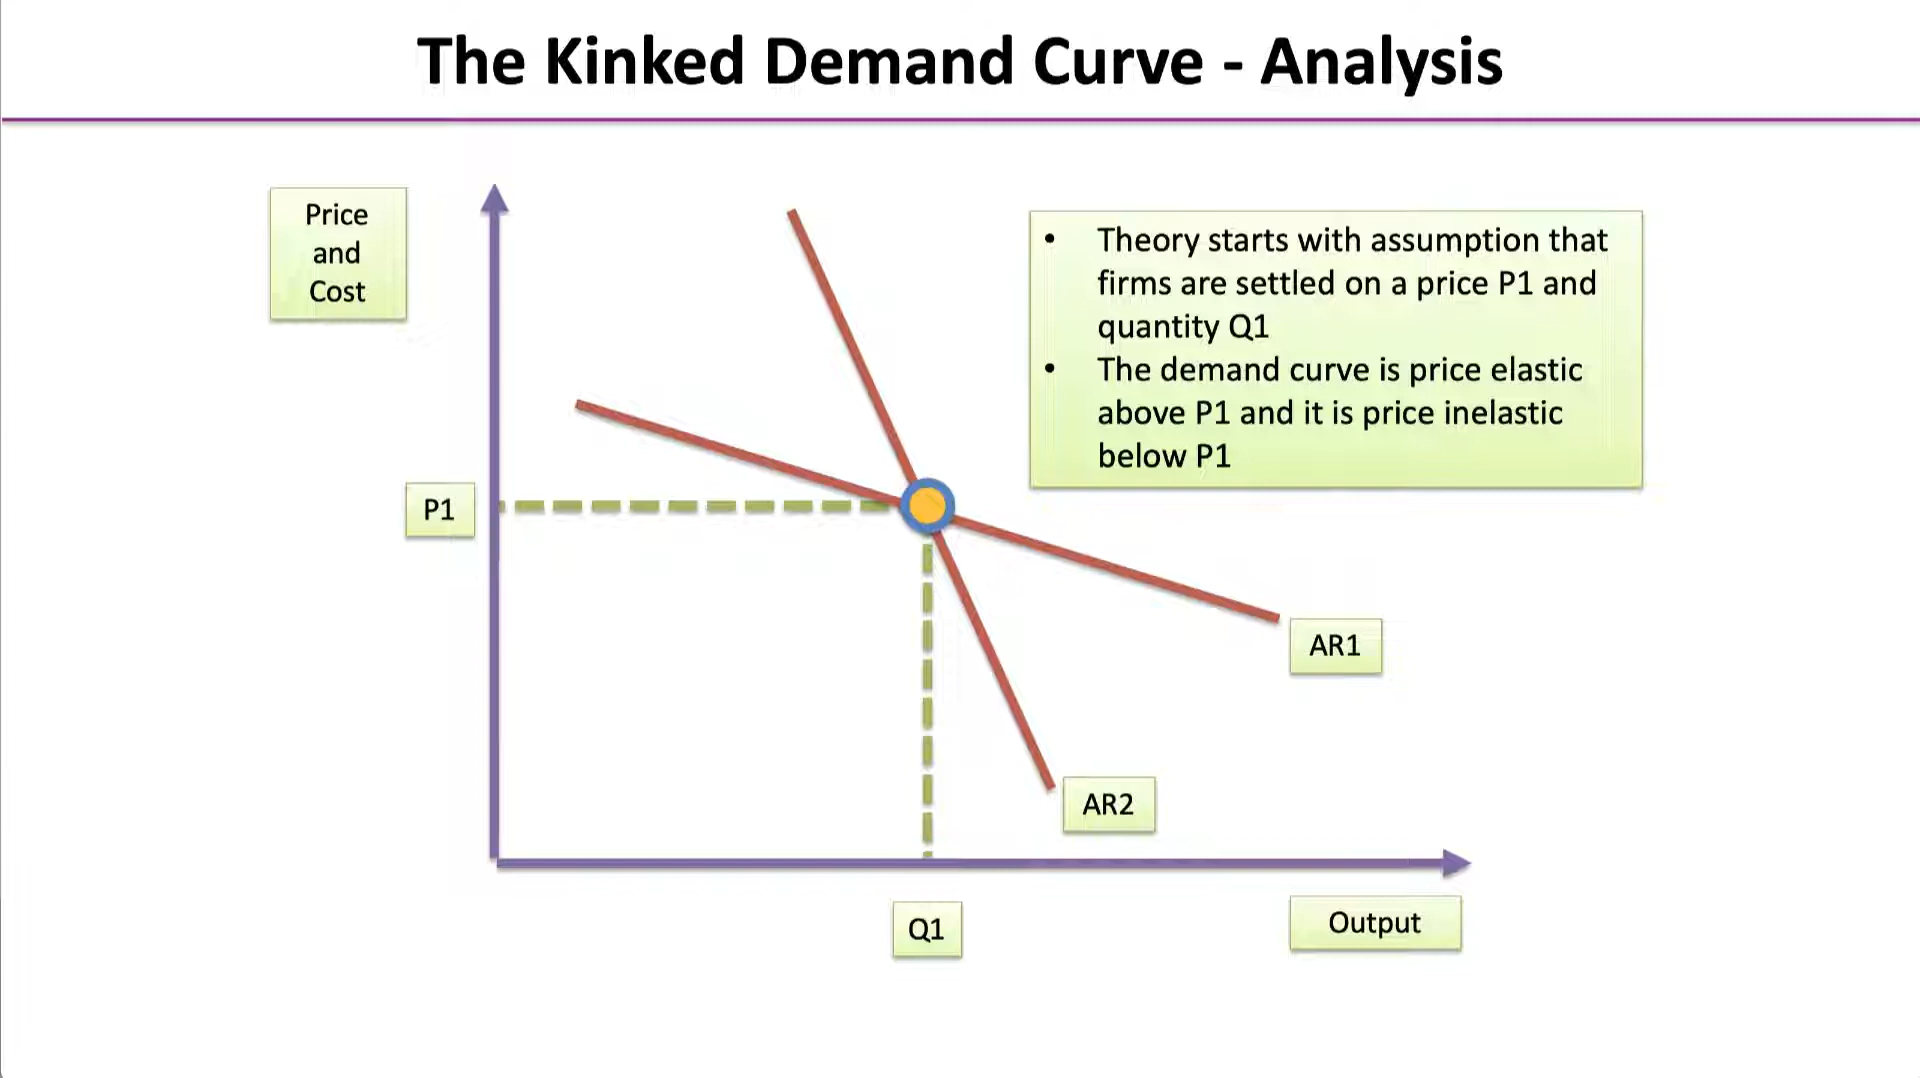 The Kinked Demand Curve - Analysis
Price
and
Cost
• Theory starts with assumption that
firms are settled on a price P1 and
quantity Q1
• The demand curve is price elastic
above P1 and it is price inelastic
below P1
P1
AR1
AR2
Q1
Output